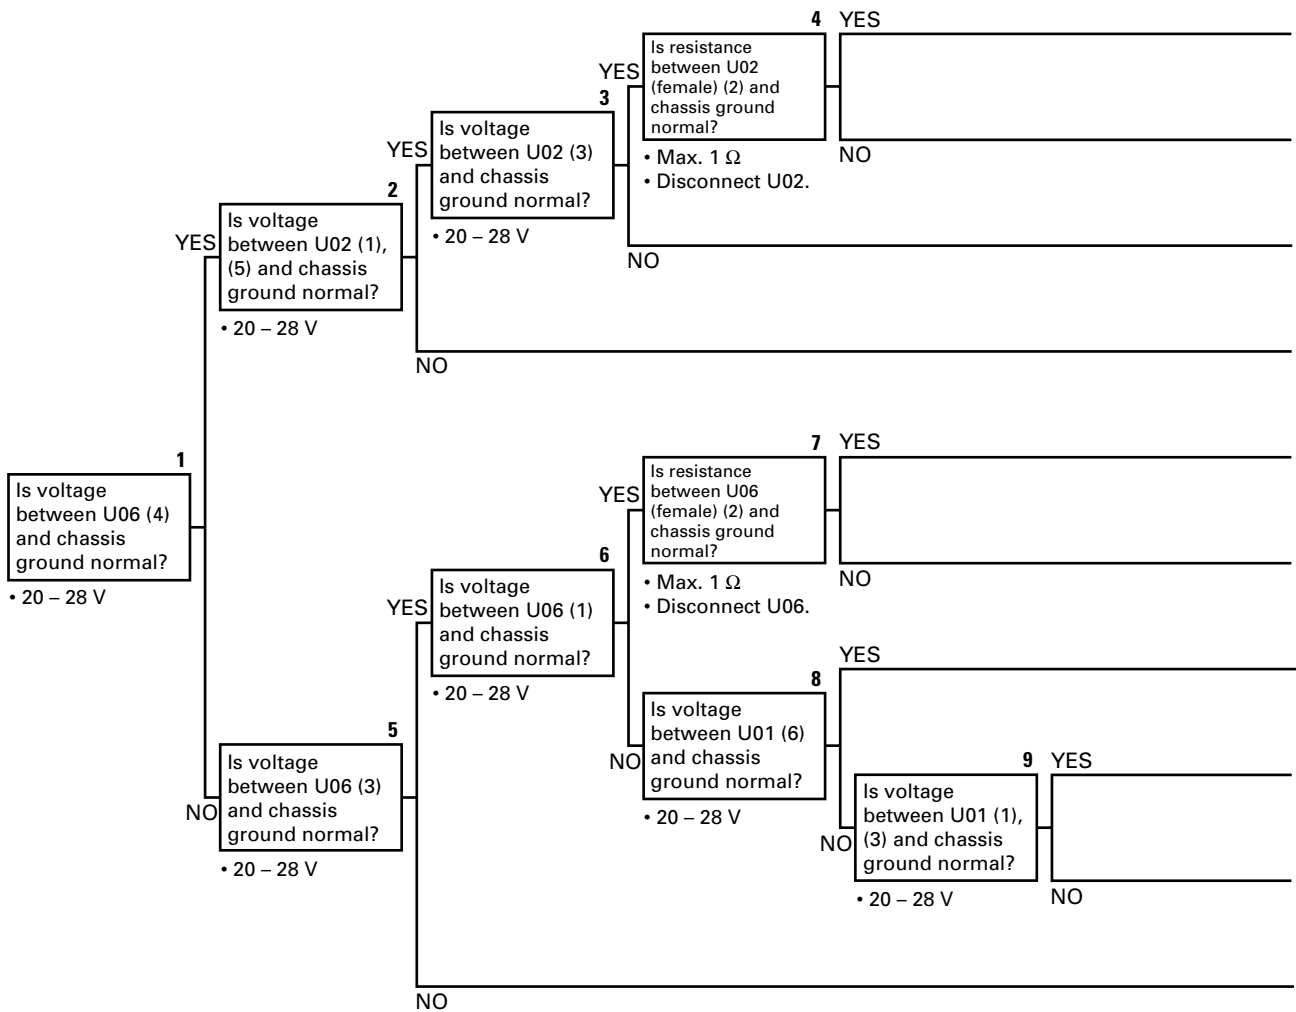 4
YES
Is resistance
between U02
(female) (2) and
chassis ground
normal?
• Max. 1 Ω
• Disconnect U02.
NO
YES
3
Is voltage
between U02 (3)
and chassis
ground normal?
• 20 – 28 V
NO
YES
2
Is voltage
between U02 (1),
(5) and chassis
ground normal?
• 20 – 28 V
NO
YES
1
Is voltage
between U06 (4)
and chassis
ground normal?
• 20 – 28 V
7
YES
Is resistance
between U06
(female) (2) and
chassis ground
normal?
• Max. 1 Ω
• Disconnect U06.
NO
YES
6
Is voltage
between U06 (1)
and chassis
ground normal?
• 20 – 28 V
YES
8
YES
Is voltage
between U01 (6)
and chassis
ground normal?
• 20 – 28 V
NO
5
Is voltage
between U06 (3)
and chassis
ground normal?
• 20 – 28 V
NO
9
YES
Is voltage
between U01 (1),
(3) and chassis
ground normal?
• 20 – 28 V
NO
NO
NO